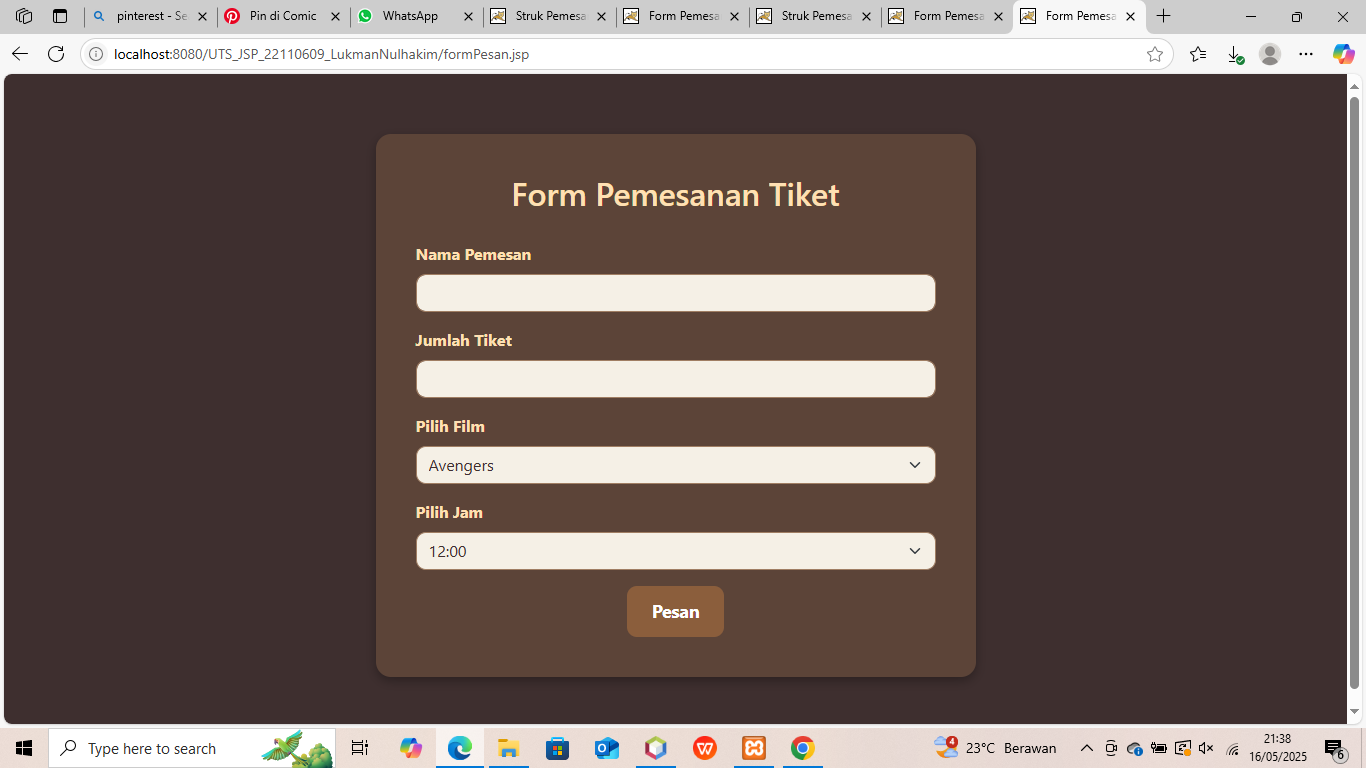 pinterest - Se
Pin di Comic
WhatsApp
Struk Pemesa
Form Pemesa
Struk Pemesa
Form Pemesa
Form Pemesa
localhost:8080/UTS_JSP_22110609_LukmanNulhakim/formPesan.jsp
Form Pemesanan Tiket
Nama Pemesan
Jumlah Tiket
Pilih Film
Avengers
Pilih Jam
12:00
Pesan
Type here to search
4
23°C Berawan
21:38
16/05/2025
6